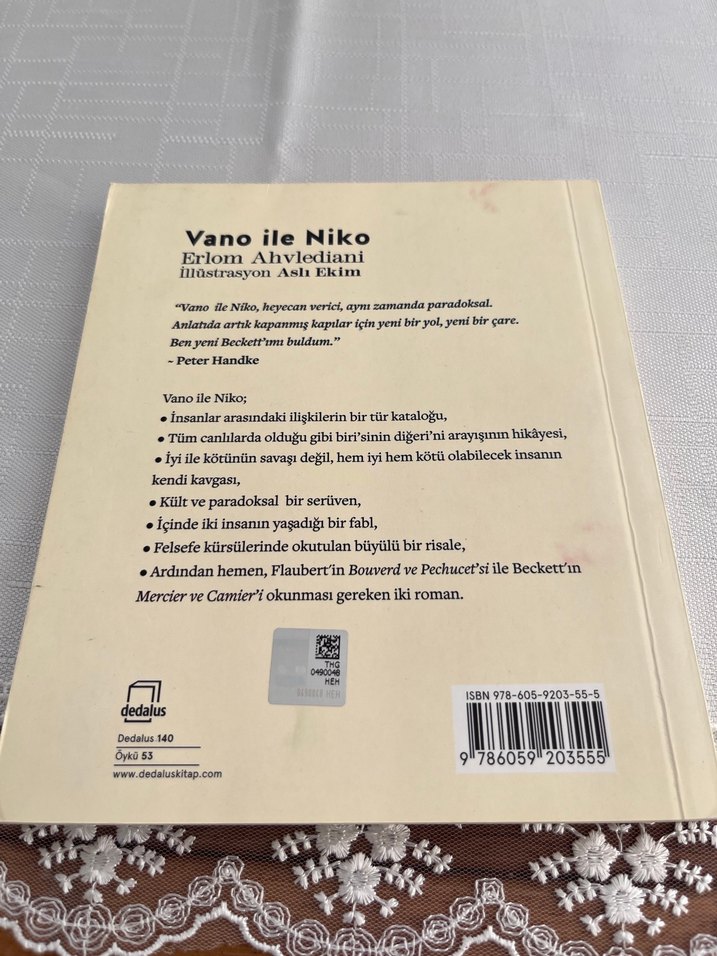 Vano ile Niko
Erlom Ahvlediani
İllüstrasyon Aslı Ekim
“Vano ile Niko, heyecan verici, aynı zamanda paradoksal.
Anlatıda artık kapanmış kapılar için yeni bir yol, yeni bir çare.
Ben yeni Beckett’ımı buldum.”
~ Peter Handke
Vano ile Niko;
• İnsanlar arasındaki ilişkilerin bir tür kataloğu,
• Tüm canlılarda olduğu gibi biri’sinin diğeri’ni arayışının hikâyesi,
• İyi ile kötünün savaşı değil, hem iyi hem kötü olabilecek insanın
kendi kavgası,
• Kült ve paradoksal bir serüven,
• İçinde iki insanın yaşadığı bir fabl,
• Felsefe kürsülerinde okutulan büyülü bir risale,
• Ardından hemen, Flaubert’in Bouverd ve Pechucet’si ile Beckett’ın
Mercier ve Camier’i okunması gereken iki roman.
THG
0490048
HEH
0490048 HEH
dedalus
Dedalus 140
Öykü 53
www.dedaluskitap.com
ISBN 978-605-9203-55-5
9 786059 203555